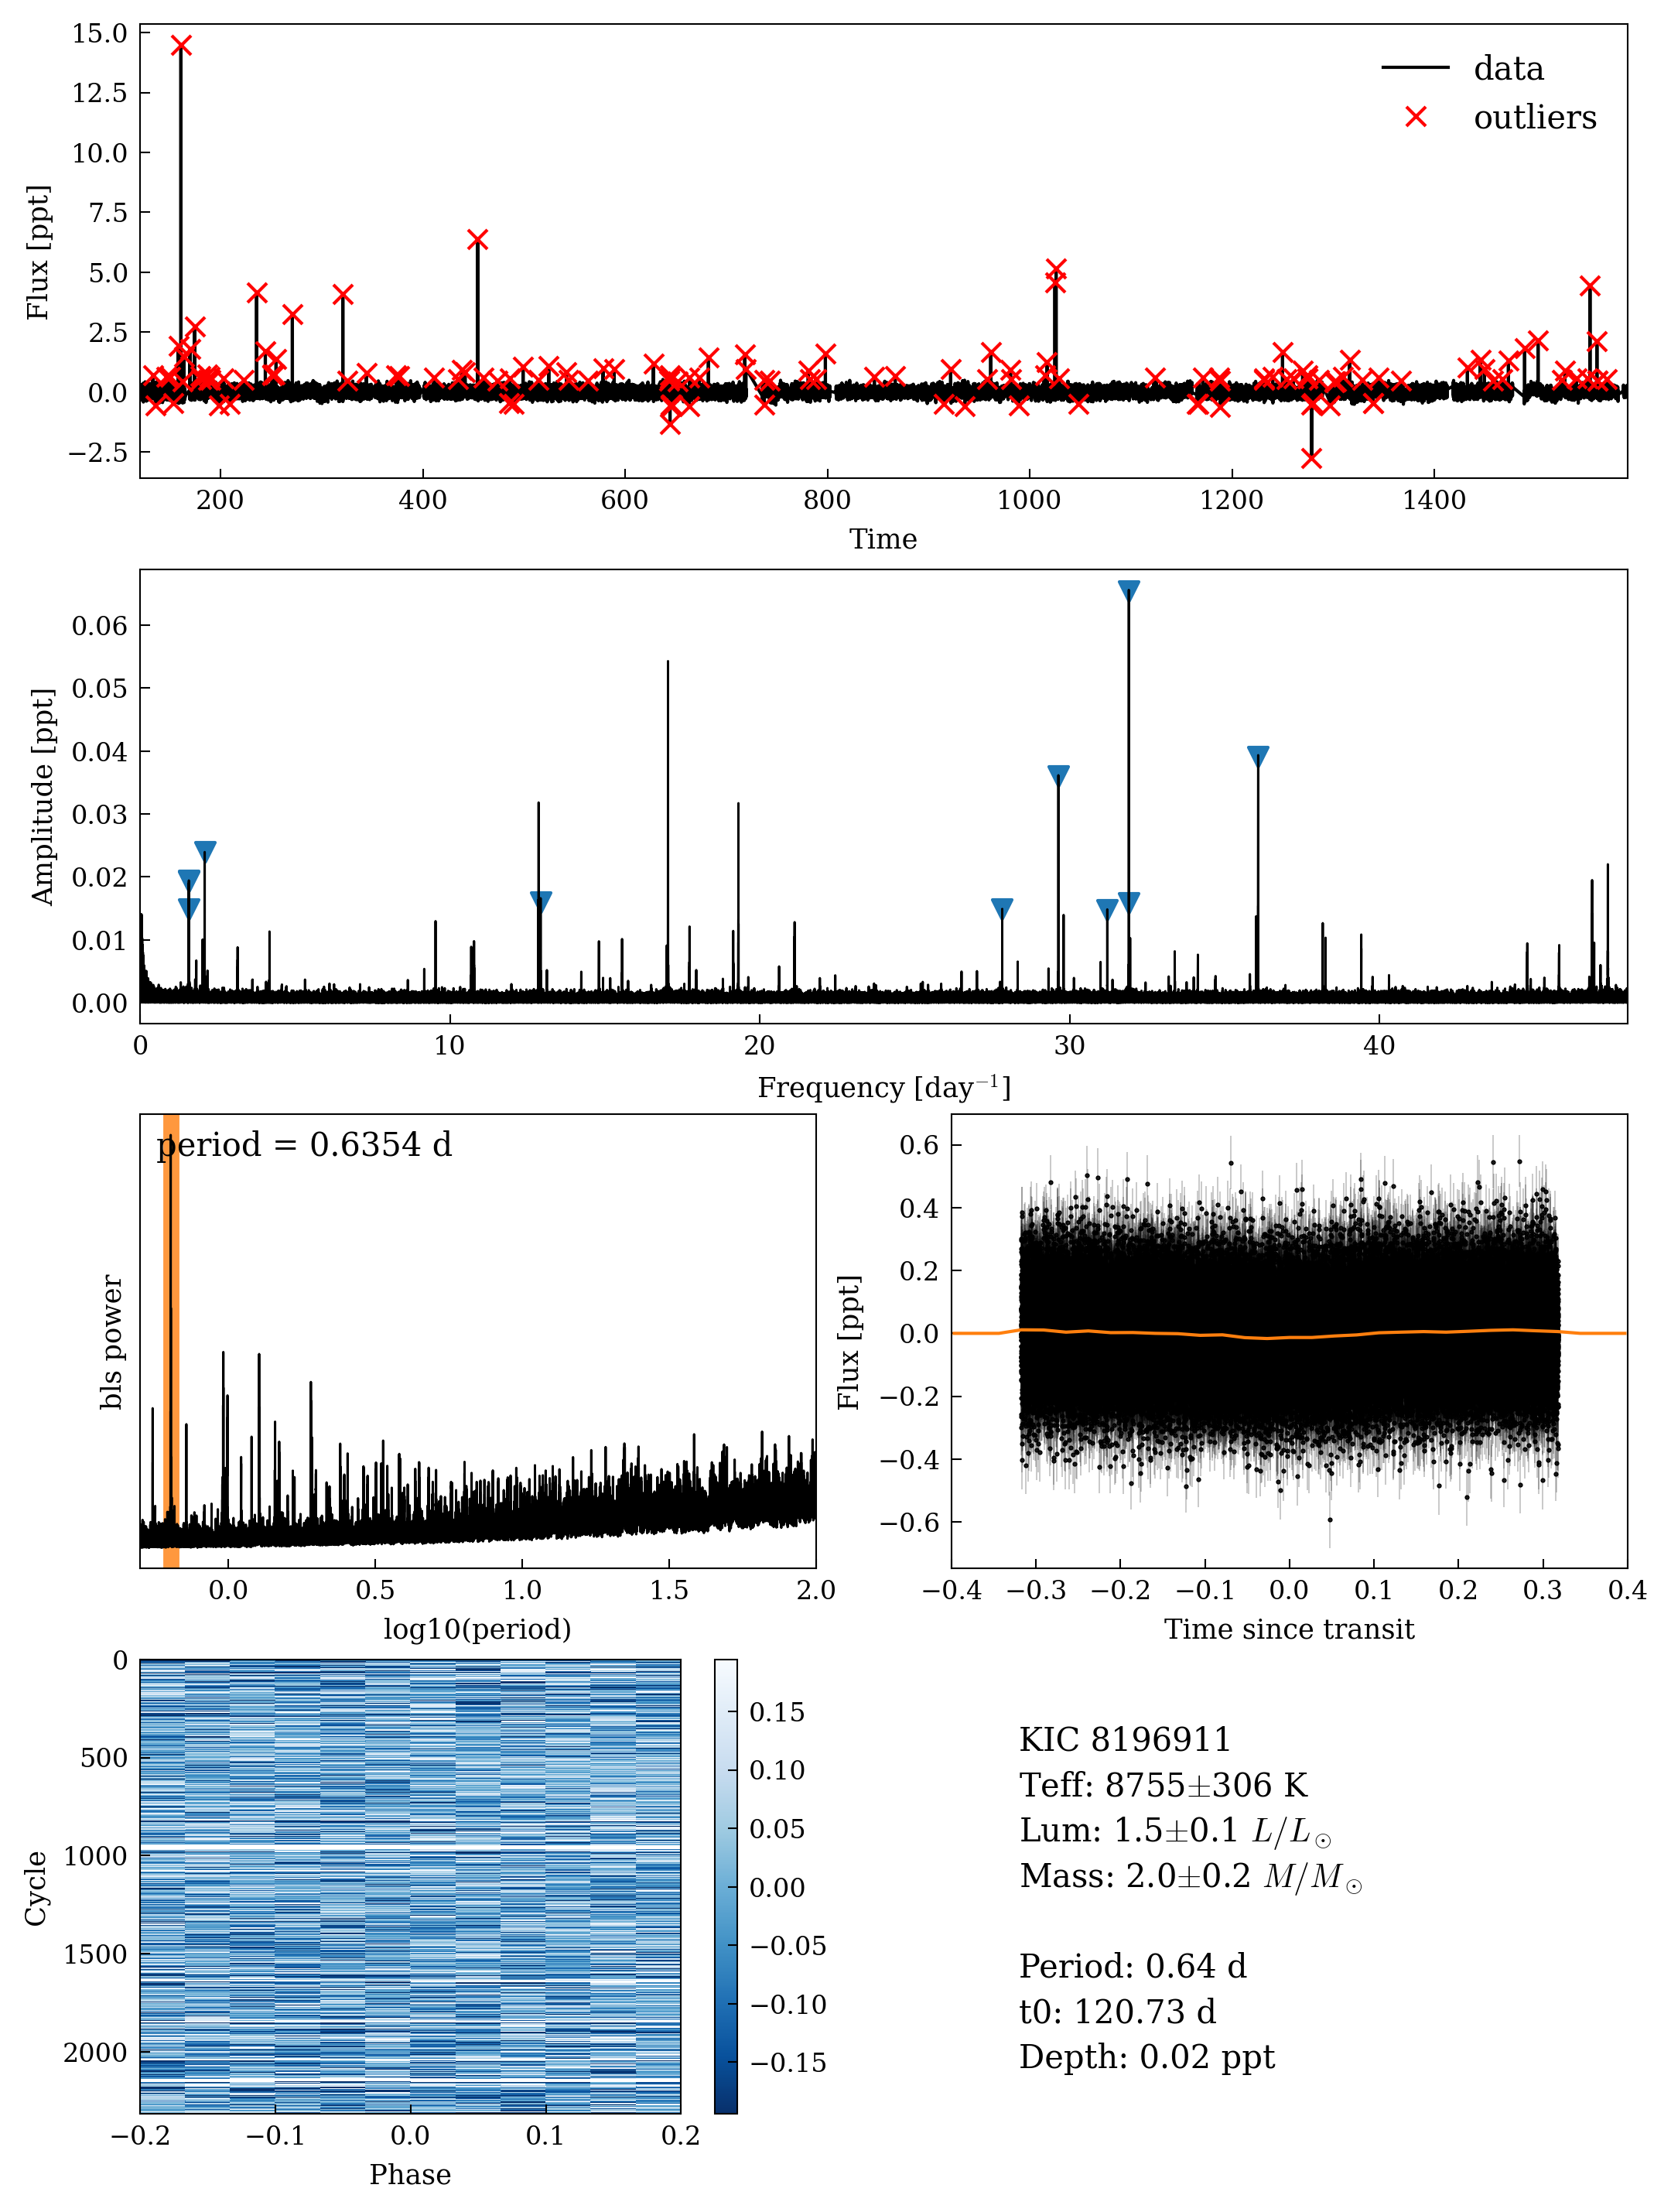 15.0
12.5
10.0
7.5
5.0
2.5
0.0
−2.5
Flux [ppt]
data
outliers
200 400 600 800 1000 1200 1400
Time
0.06
0.05
0.04
0.03
0.02
0.01
0.00
Amplitude [ppt]
0 10 20 30 40
Frequency [day⁻¹]
period = 0.6354 d
bls power
0.0 0.5 1.0 1.5 2.0
log10(period)
0.6
0.4
0.2
0.0
−0.2
−0.4
−0.6
Flux [ppt]
−0.4 −0.3 −0.2 −0.1 0.0 0.1 0.2 0.3 0.4
Time since transit
0
500
1000
1500
2000
Cycle
−0.2 −0.1 0.0 0.1 0.2
Phase
0.15
0.10
0.05
0.00
−0.05
−0.10
−0.15
KIC 8196911
Teff: 8755±306 K
Lum: 1.5±0.1 L/L⊙
Mass: 2.0±0.2 M/M⊙
Period: 0.64 d
t0: 120.73 d
Depth: 0.02 ppt